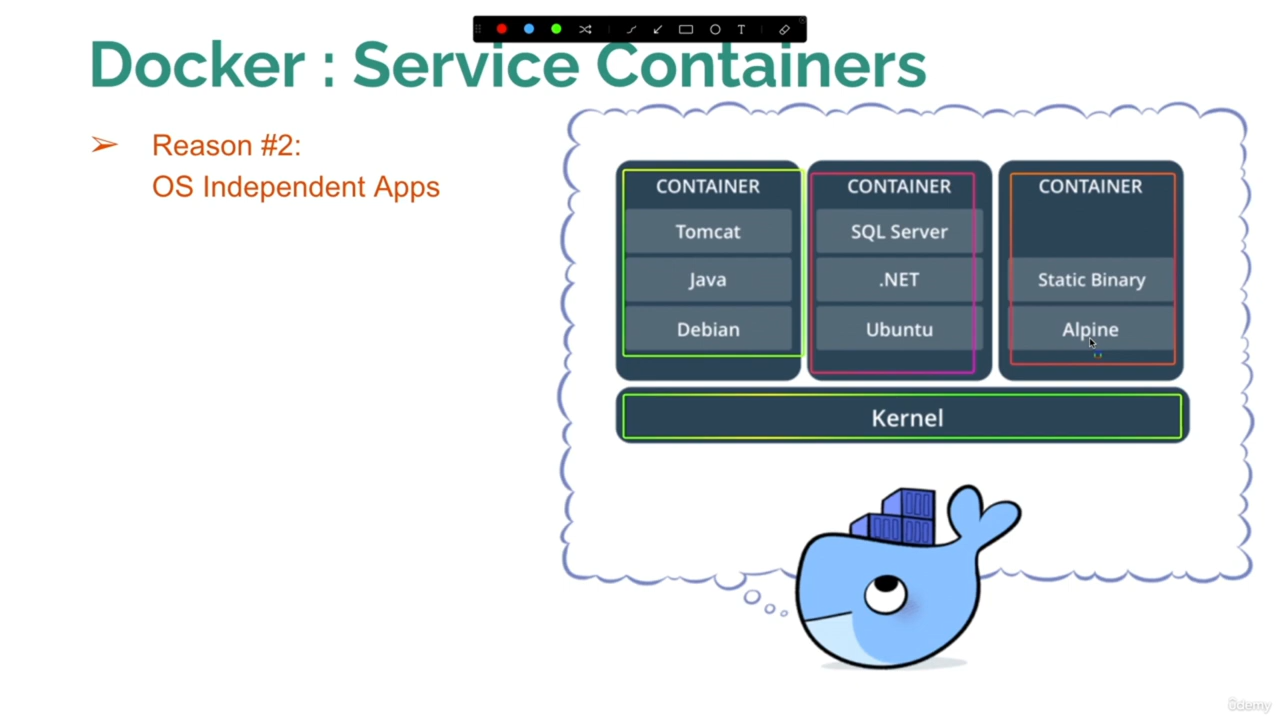 T
Docker : Service Containers
➢ Reason #2:
OS Independent Apps
CONTAINER
Tomcat
Java
Debian
CONTAINER
SQL Server
.NET
Ubuntu
CONTAINER
Static Binary
Alpine
Kernel
ûdemy